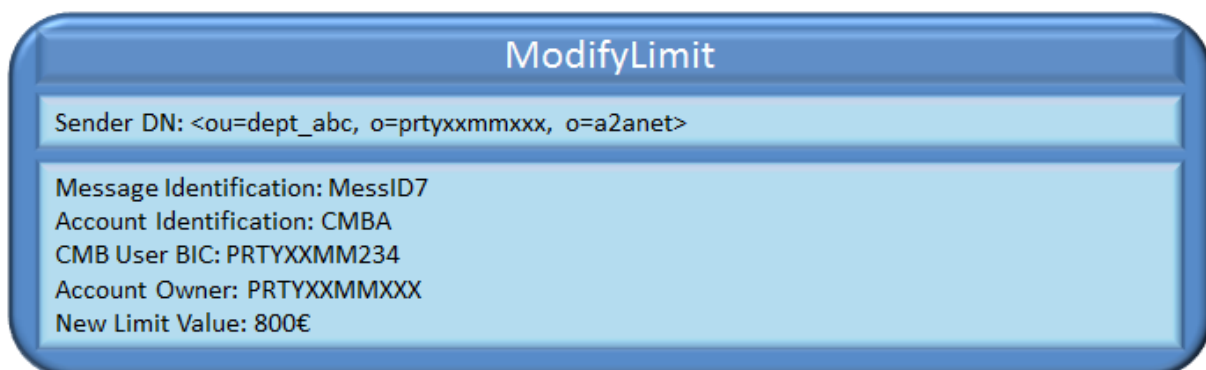 ModifyLimit
Sender DN: <ou=dept_abc, o=prtyxxmmxxx, o=a2anet>
Message Identification: MessID7
Account Identification: CMBA
CMB User BIC: PRTYXXMM234
Account Owner: PRTYXXMMXXX
New Limit Value: 800€